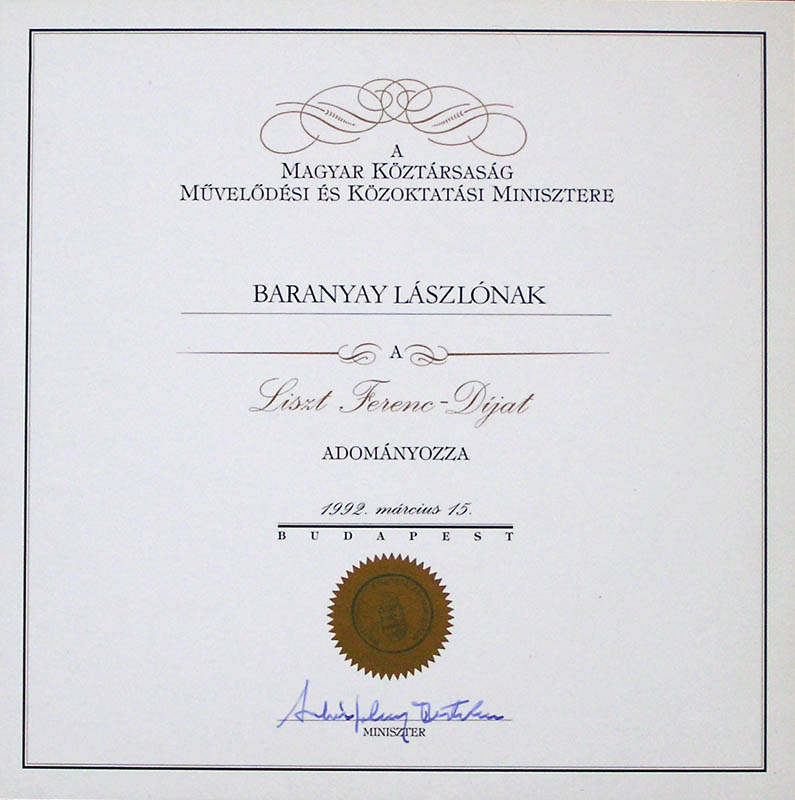 A
MAGYAR KÖZTÁRSASÁG
MŰVELŐDÉSI ÉS KÖZOKTATÁSI MINISZTERE
BARANYAY LÁSZLÓNAK
A
Liszt Ferenc-Díjat
ADOMÁNYOZZA
1992. március 15.
BUDAPEST
MINISZTER